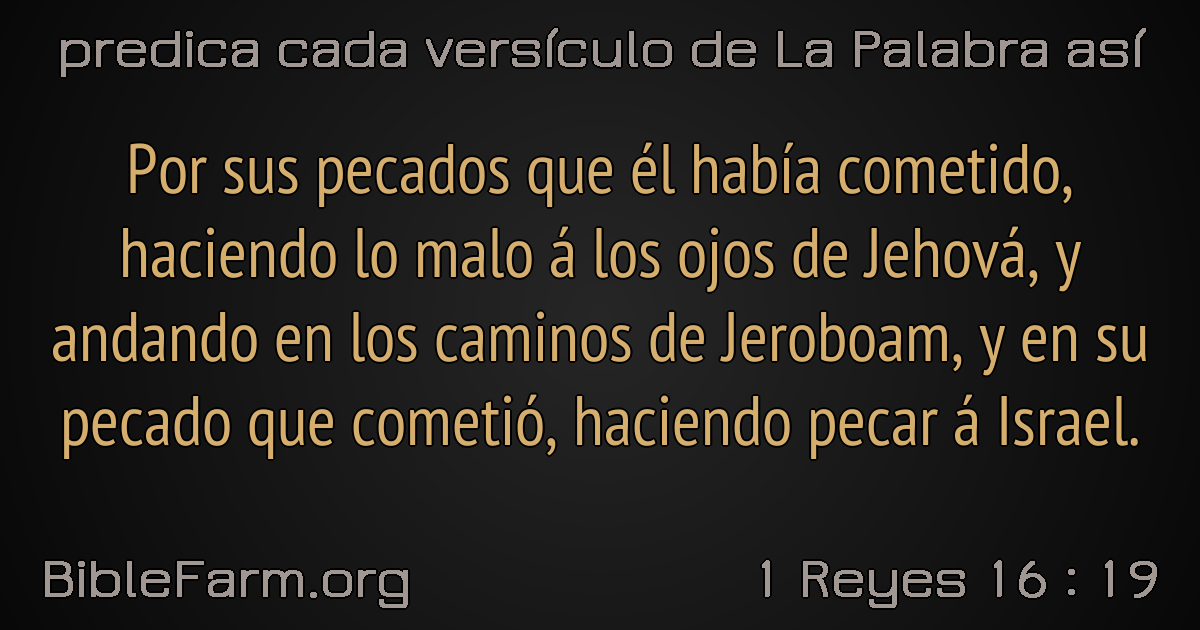 predica cada versículo de La Palabra así
Por sus pecados que él había cometido,
haciendo lo malo á los ojos de Jehová, y
andando en los caminos de Jeroboam, y en su
pecado que cometió, haciendo pecar á Israel.
BibleFarm.org
1 Reyes 16 : 19